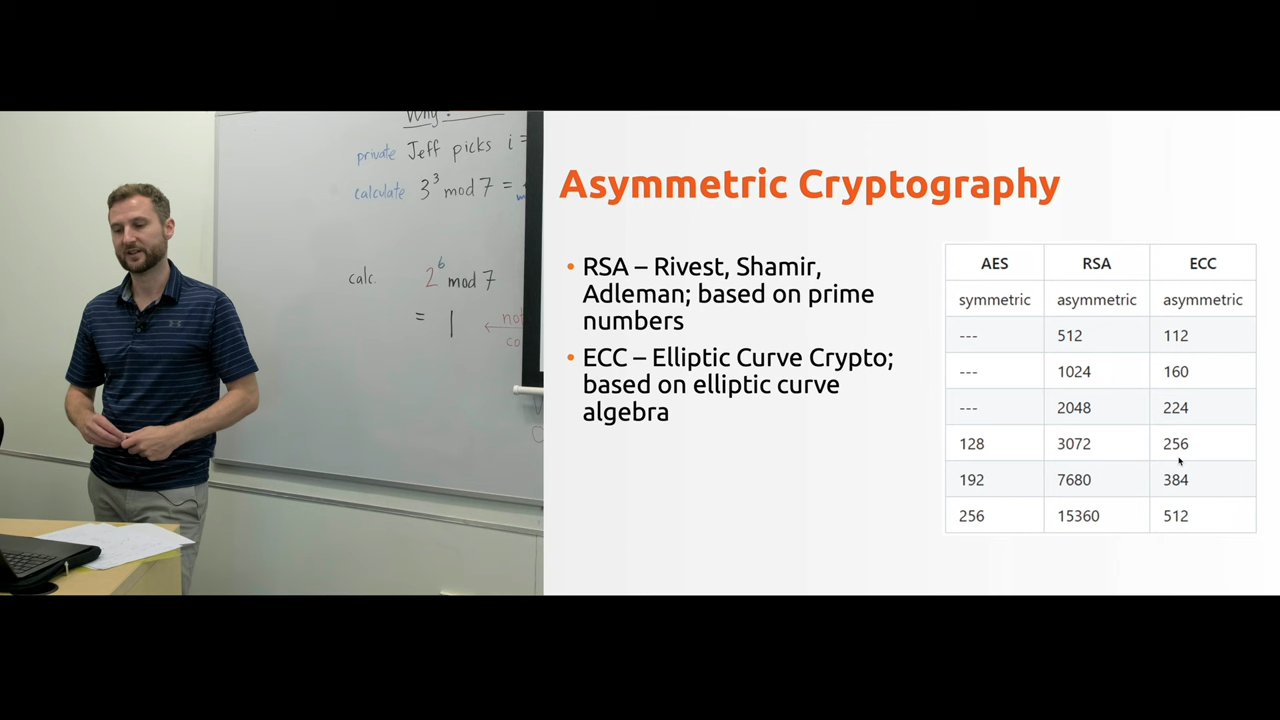 Why?
private Jeff picks i =
calculate 3³ mod 7 =
calc. 2⁶ mod 7
= 1
Asymmetric Cryptography
• RSA – Rivest, Shamir,
Adleman; based on prime
numbers
• ECC – Elliptic Curve Crypto;
based on elliptic curve
algebra
AES RSA ECC
symmetric asymmetric asymmetric
--- 512 112
--- 1024 160
--- 2048 224
128 3072 256
192 7680 384
256 15360 512